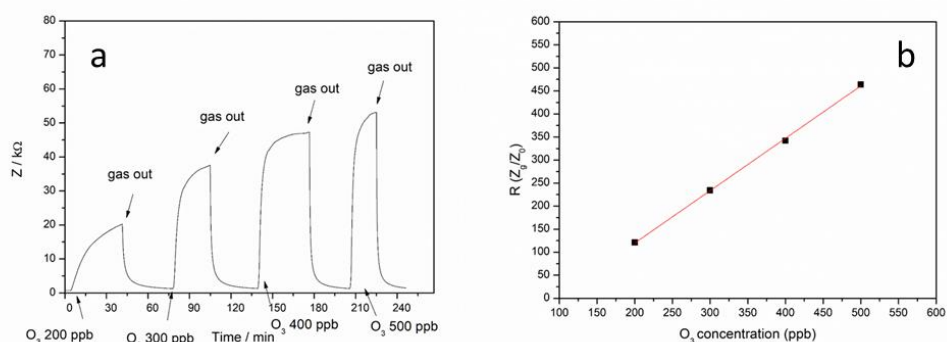 a
80
70
60
50
40
30
20
10
0
Z / kΩ
gas out
gas out
gas out
gas out
0 30 60 90 120 150 180 210 240
O₃ 200 ppb
O₃ 300 ppb
Time / min
O₃ 400 ppb
O₃ 500 ppb
b
600
550
500
450
400
350
300
250
200
150
100
50
0
R (Zg/Z0)
100 150 200 250 300 350 400 450 500 550 600
O₃ concentration (ppb)